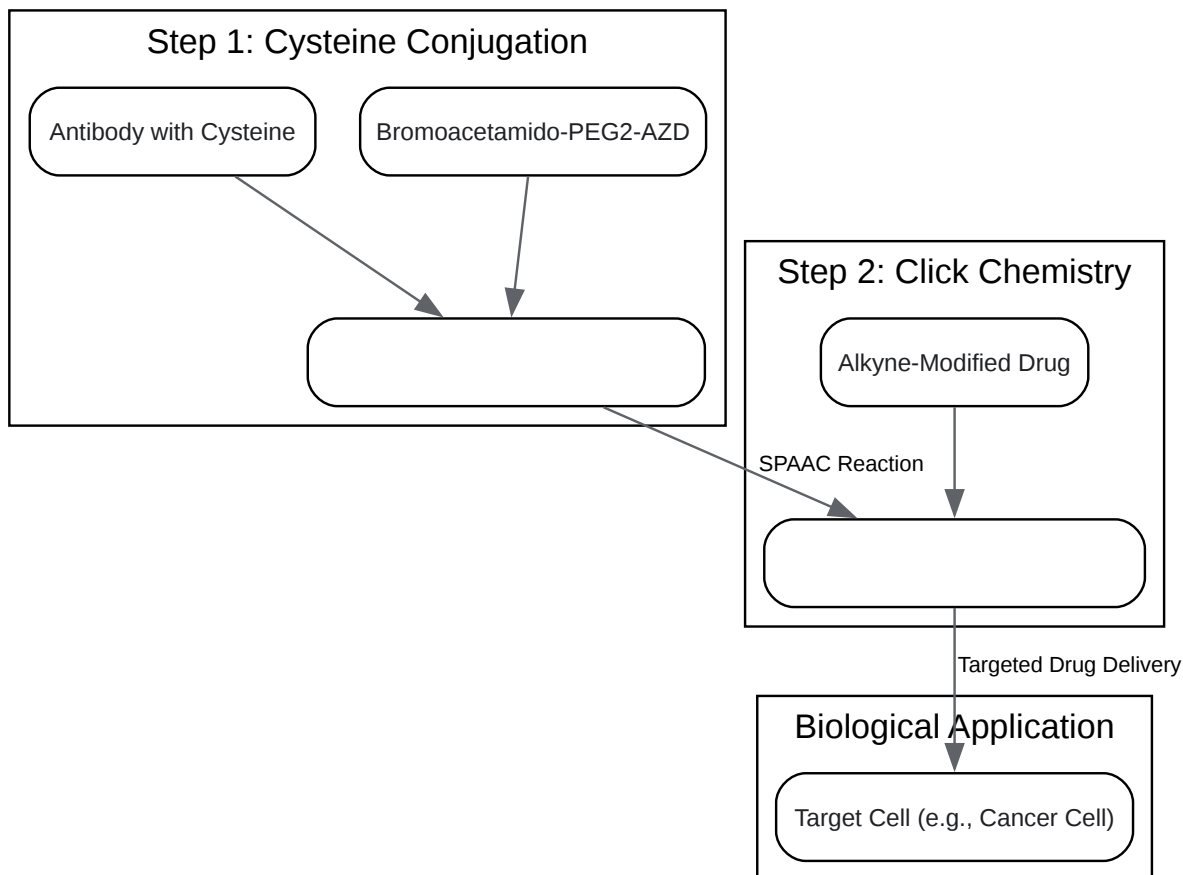 Step 1: Cysteine Conjugation
Antibody with Cysteine
Bromoacetamido-PEG2-AZD
Step 2: Click Chemistry
Alkyne-Modified Drug
SPAAC Reaction
Targeted Drug Delivery
Biological Application
Target Cell (e.g., Cancer Cell)